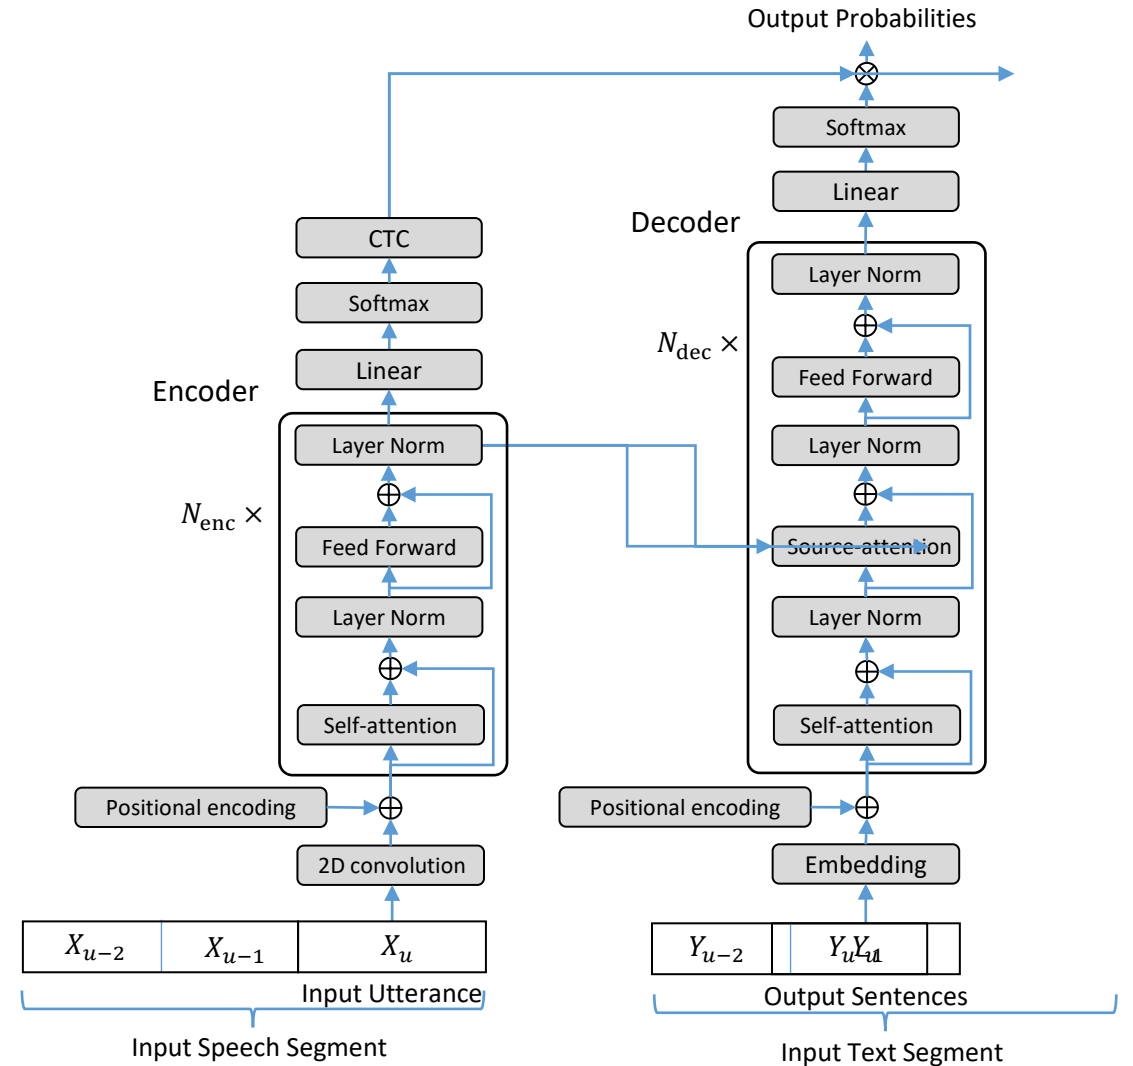 Output Probabilities
Softmax
Linear
Decoder
Layer Norm
N_dec ×
Feed Forward
Layer Norm
Source-attention
Layer Norm
Self-attention
Positional encoding
Embedding
Y_{u-2}
Output Sentences
Input Text Segment
CTC
Softmax
Linear
Encoder
Layer Norm
N_enc ×
Feed Forward
Layer Norm
Self-attention
Positional encoding
2D convolution
X_{u-2} X_{u-1} X_u
Input Utterance
Input Speech Segment